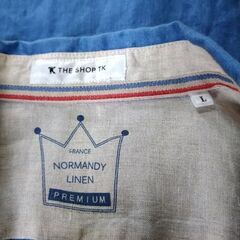 THE SHOP TK
L
FRANCE
NORMANDY
LINEN
PREMIUM